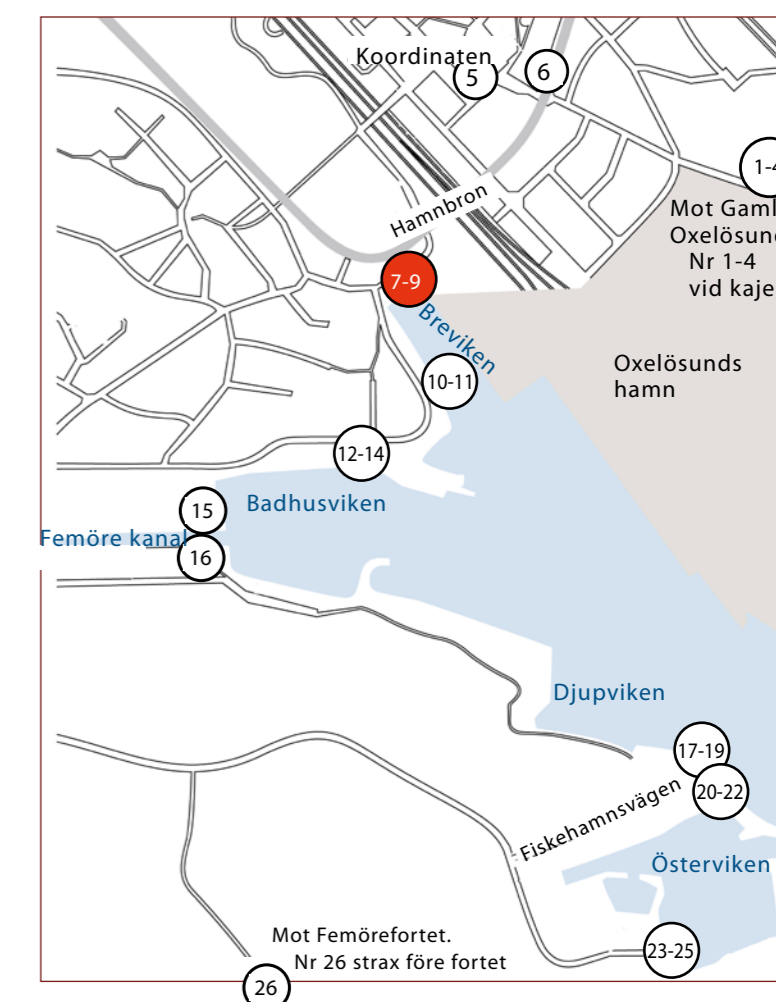 Koordinaten
5
6
1-4
Hamnbron
Mot Gaml
Oxelösund
Nr 1-4
vid kaje
7-9
Breviken
Oxelösunds
hamn
10-11
12-14
15
Badhusviken
Femöre kanal
16
Djupviken
17-19
20-22
Fiskehamnsvägen
Österviken
Mot Femörefortet.
Nr 26 strax före fortet
23-25
26